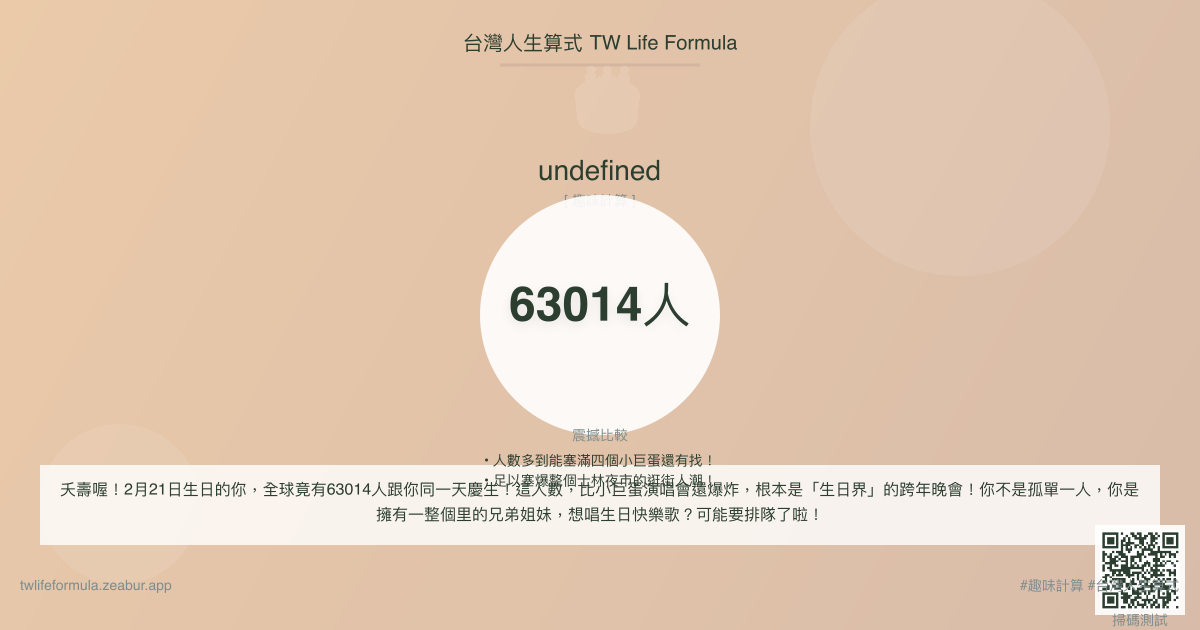 台灣人生算式 TW Life Formula
undefined
63014人
震撼比較
• 人數多到能塞滿四個小巨蛋還有找！
• 足以塞爆整個士林夜市的逛街人潮！
夭壽喔！2月21日生日的你，全球竟有63014人跟你同一天慶生！這人數，比小巨蛋演唱會還爆炸，根本是「生日界」的跨年晚會！你不是孤單一人，你是
擁有一整個里的兄弟姐妹，想唱生日快樂歌？可能要排隊了啦！
twlifeformula.zeabur.app
#趣味計算
掃碼測試